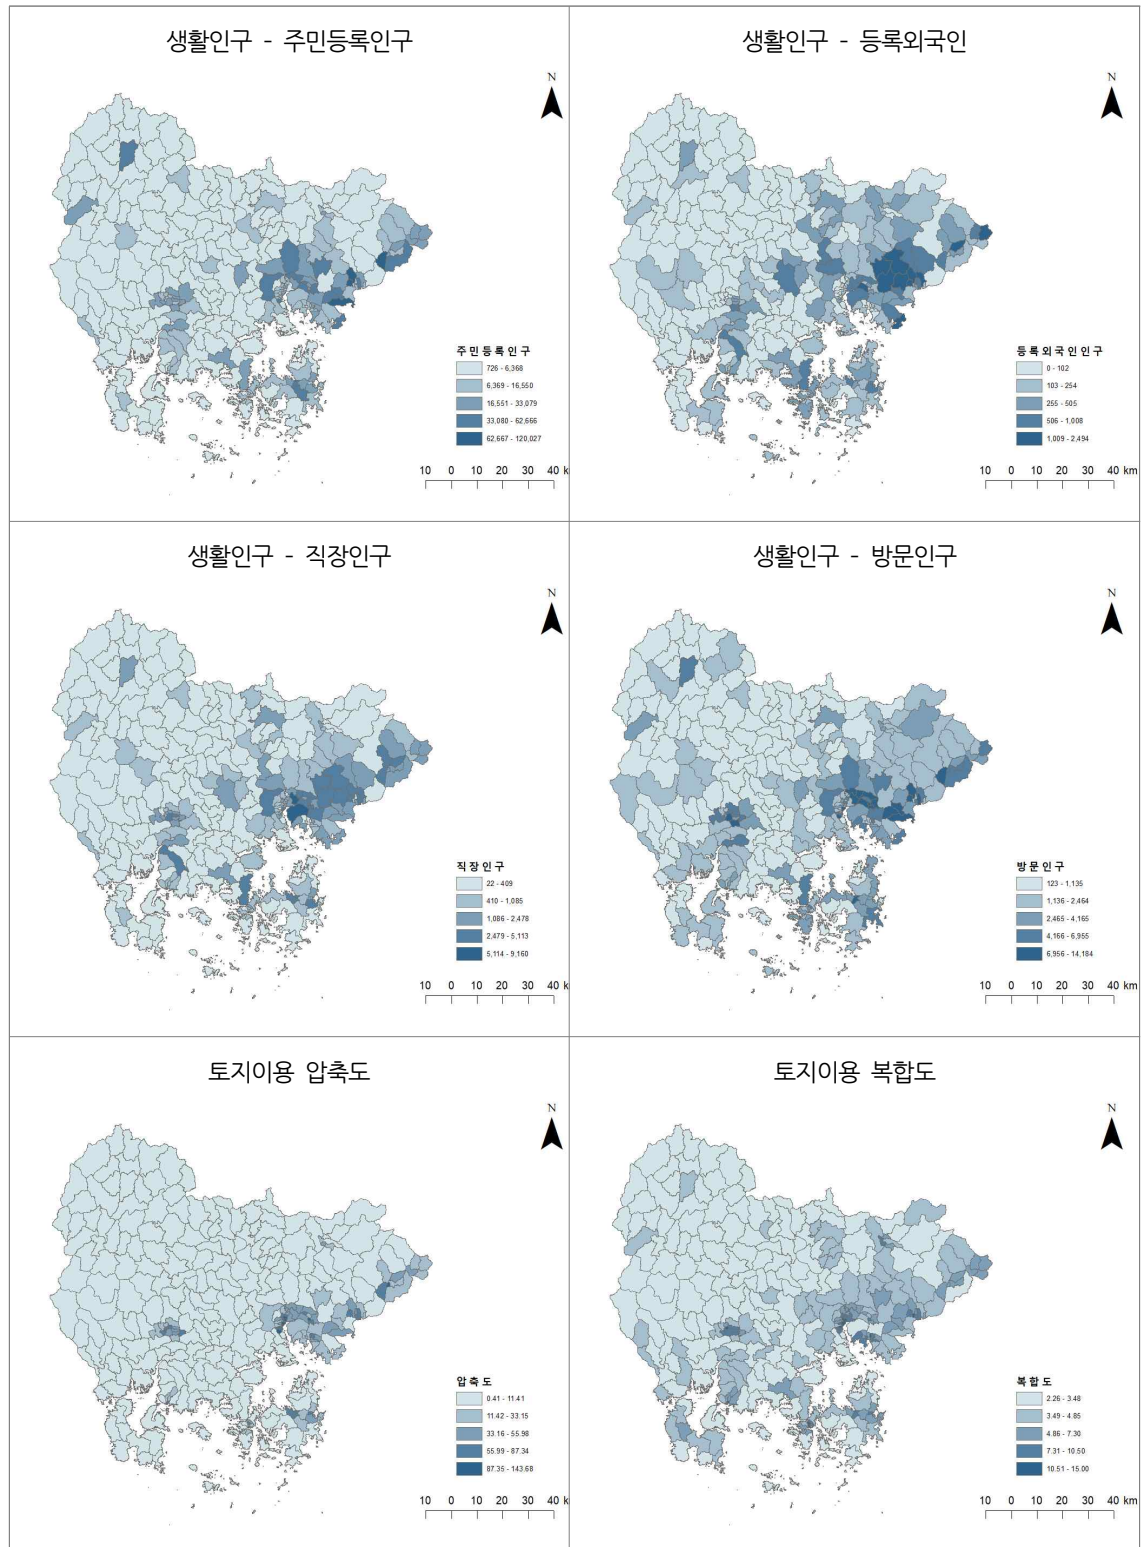 생활인구 - 주민등록인구
N
주민등록인구
726 - 6,368
6,369 - 16,550
16,551 - 33,079
33,080 - 62,666
62,667 - 120,027
10 0 10 20 30 40 k
생활인구 - 등록외국인
N
등록외국인인구
0 - 102
103 - 254
255 - 505
506 - 1,008
1,009 - 2,494
10 0 10 20 30 40 km
생활인구 - 직장인구
N
직장인구
22 - 409
410 - 1,085
1,086 - 2,478
2,479 - 5,113
5,114 - 9,160
10 0 10 20 30 40 k
생활인구 - 방문인구
N
방문인구
123 - 1,135
1,136 - 2,464
2,465 - 4,165
4,166 - 6,955
6,956 - 14,184
10 0 10 20 30 40 km
토지이용 압축도
N
압축도
0.41 - 11.41
11.42 - 33.15
33.16 - 55.98
55.99 - 87.34
87.35 - 143.68
10 0 10 20 30 40 k
토지이용 복합도
N
복합도
2.26 - 3.48
3.49 - 4.85
4.86 - 7.30
7.31 - 10.50
10.51 - 15.00
10 0 10 20 30 40 km